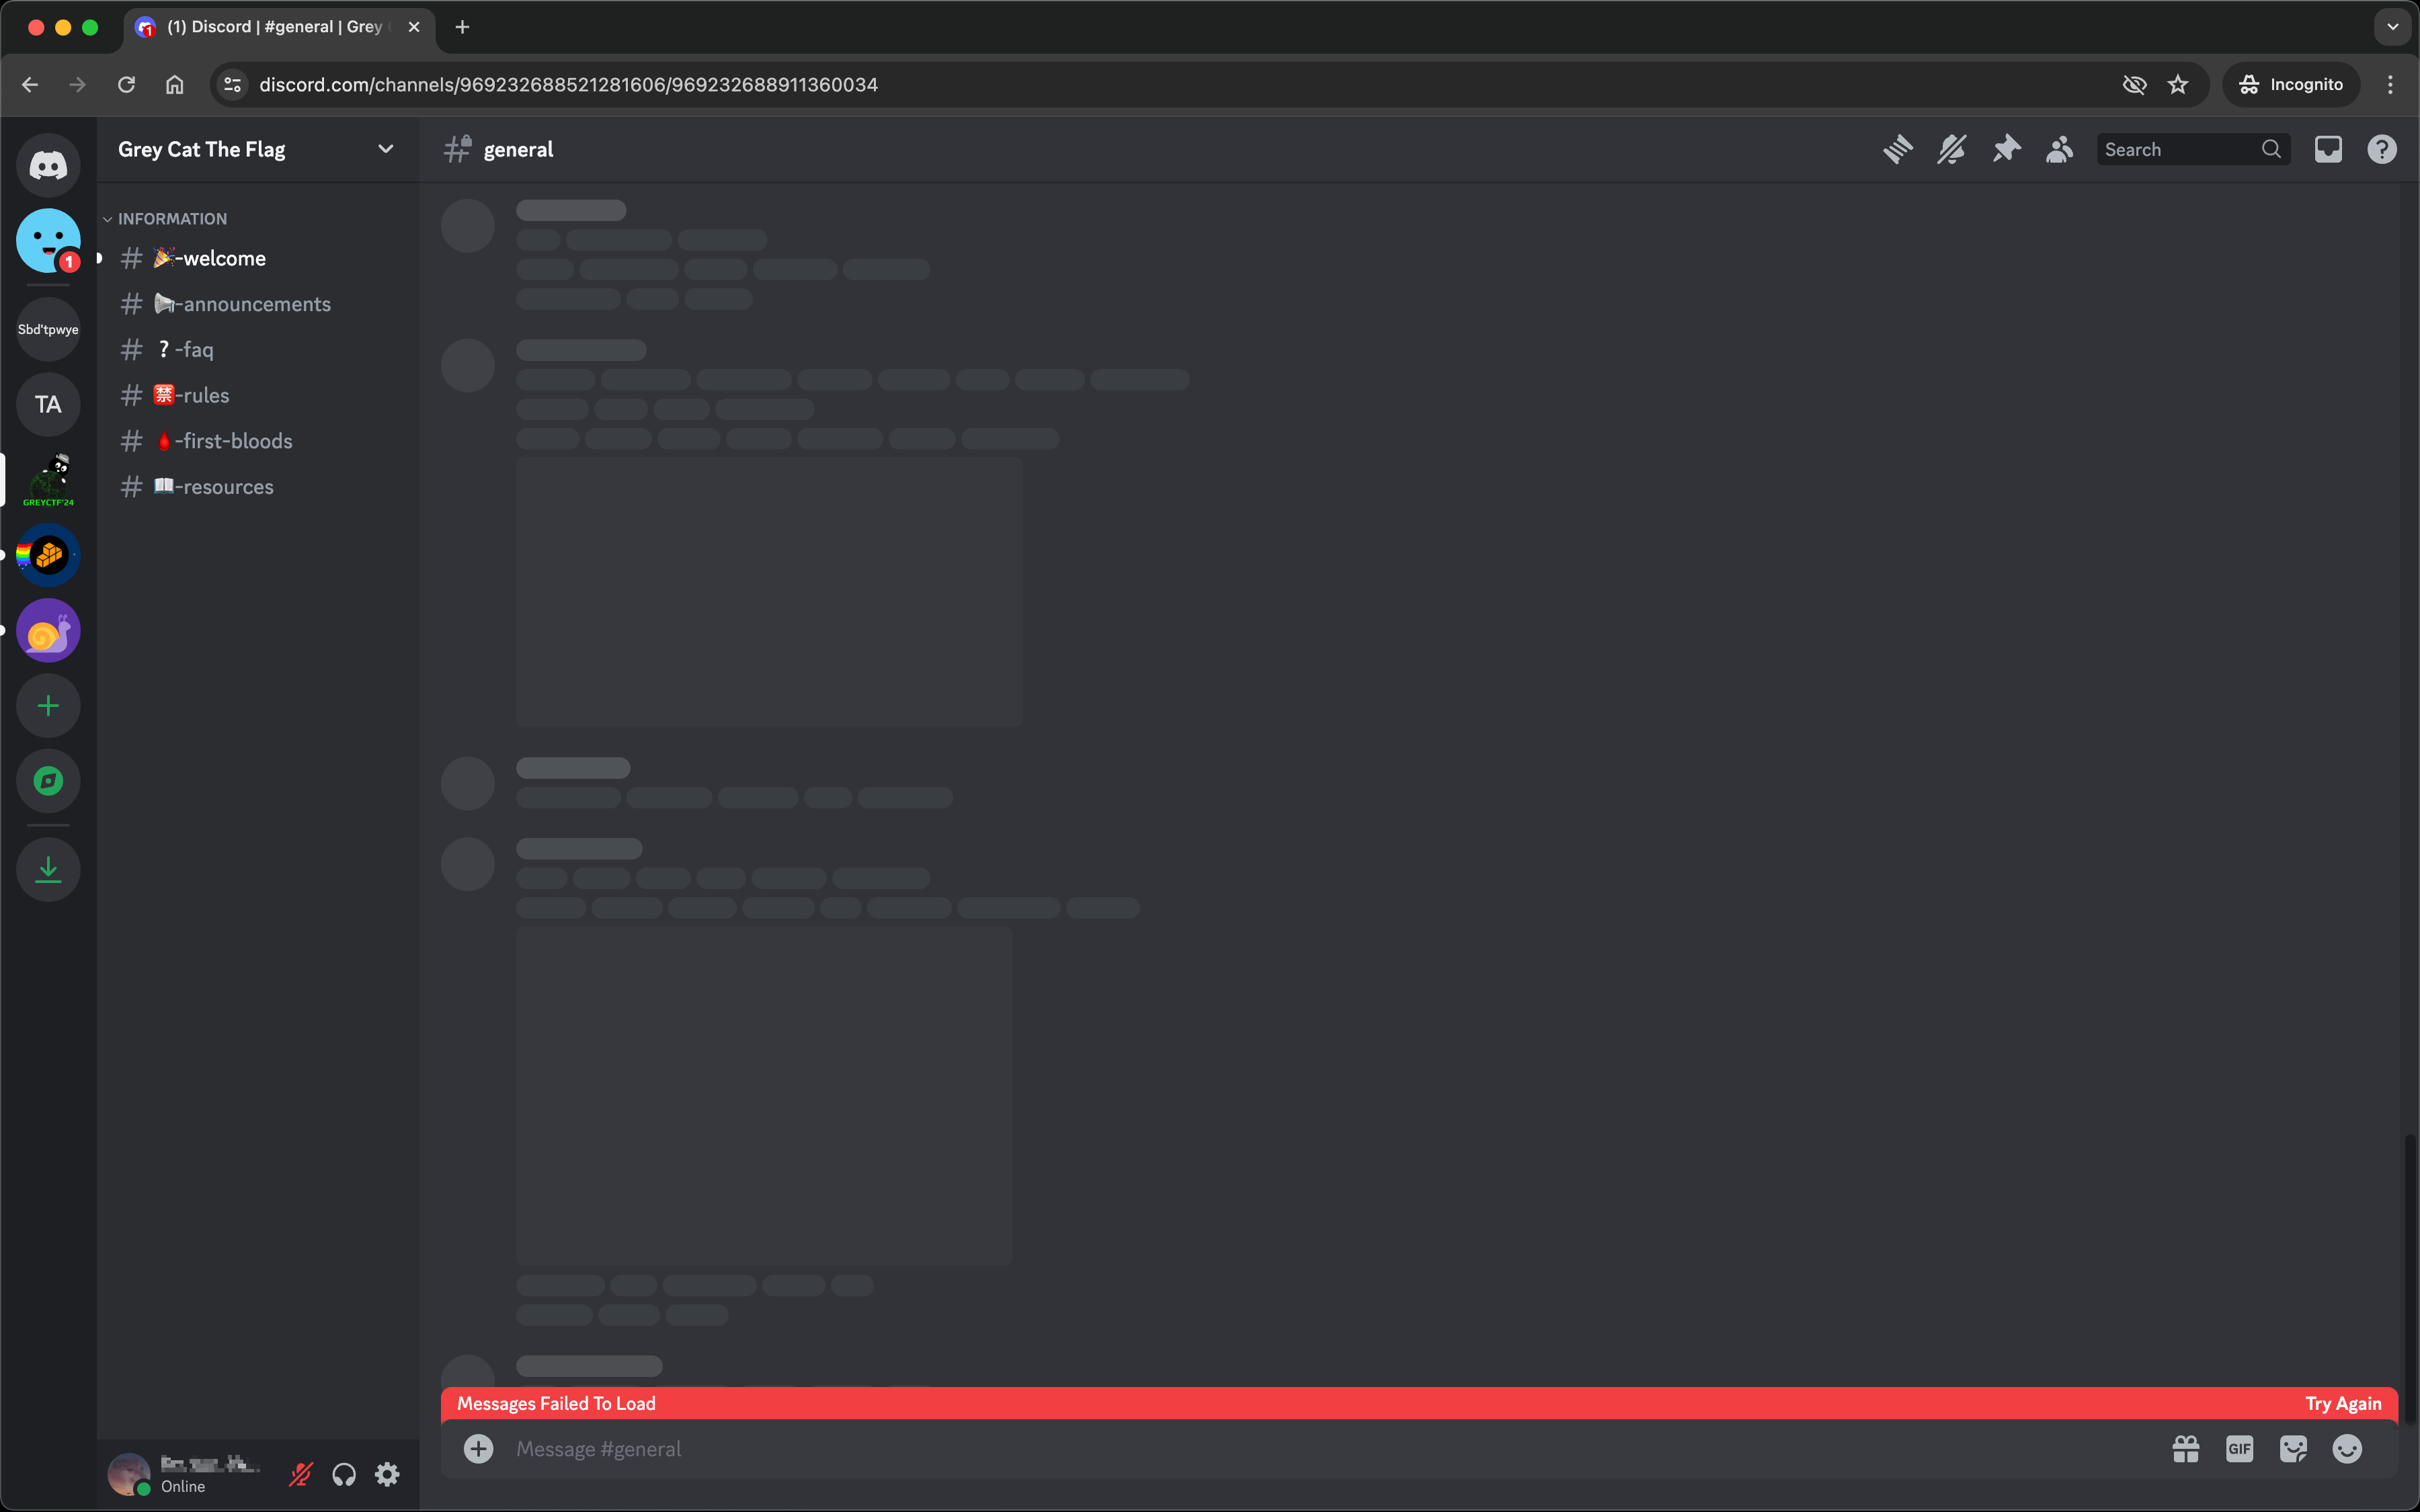 (1) Discord | #general | Grey
discord.com/channels/969232688521281606/969232688911360034
Incognito
Grey Cat The Flag
general
Search
INFORMATION
🎉-welcome
📢-announcements
❔-faq
🈲-rules
🩸-first-bloods
📖-resources
1
1
Sbd'tpwye
TA
GREYCTF'24
Messages Failed To Load
Try Again
Message #general
GIF
Online